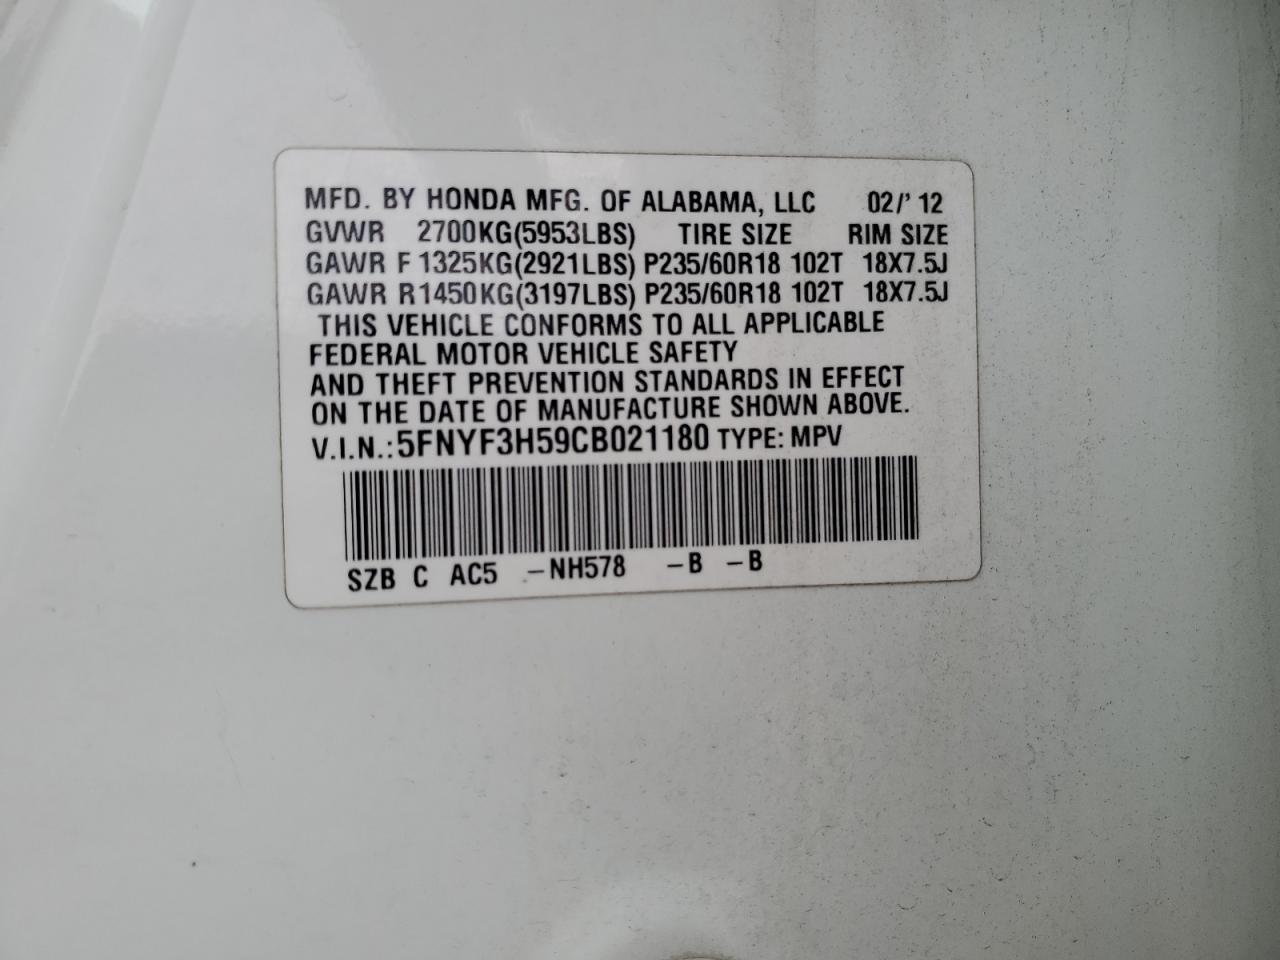 MFD. BY HONDA MFG. OF ALABAMA, LLC 02/' 12
GVWR 2700KG(5953LBS) TIRE SIZE RIM SIZE
GAWR F 1325KG(2921LBS) P235/60R18 102T 18X7.5J
GAWR R1450KG(3197LBS) P235/60R18 102T 18X7.5J
THIS VEHICLE CONFORMS TO ALL APPLICABLE
FEDERAL MOTOR VEHICLE SAFETY
AND THEFT PREVENTION STANDARDS IN EFFECT
ON THE DATE OF MANUFACTURE SHOWN ABOVE.
V.I.N.:5FNYF3H59CB021180 TYPE: MPV
SZB C AC5 -NH578 -B -B